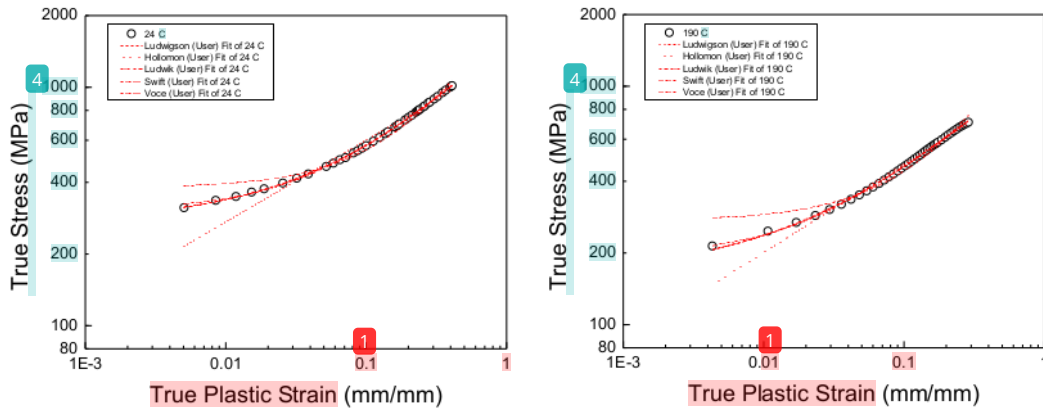 2000
24 C
Ludwigson (User) Fit of 24 C
Hollomon (User) Fit of 24 C
Ludwik (User) Fit of 24 C
Swift (User) Fit of 24 C
Voce (User) Fit of 24 C
4
True Stress (MPa)
1000
800
600
400
200
100
80
1
1E-3
0.01
0.1
1
True Plastic Strain (mm/mm)
2000
190 C
Ludwigson (User) Fit of 190 C
Hollomon (User) Fit of 190 C
Ludwik (User) Fit of 190 C
Swift (User) Fit of 190 C
Voce (User) Fit of 190 C
4
True Stress (MPa)
1000
800
600
400
200
100
80
1
1E-3
0.01
0.1
1
True Plastic Strain (mm/mm)